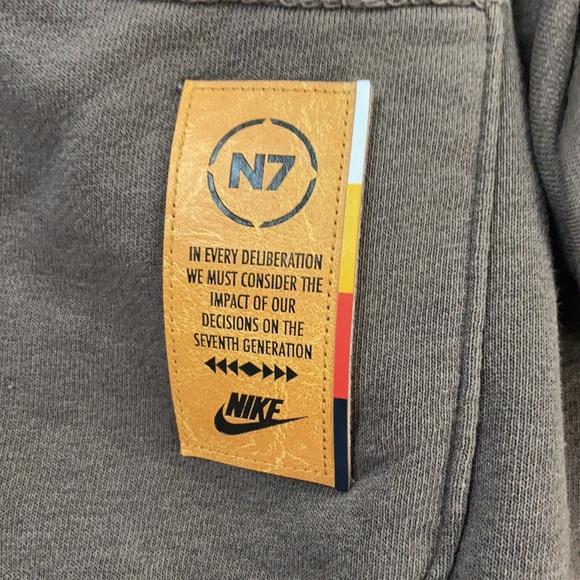 N7
IN EVERY DELIBERATION
WE MUST CONSIDER THE
IMPACT OF OUR
DECISIONS ON THE
SEVENTH GENERATION
NIKE